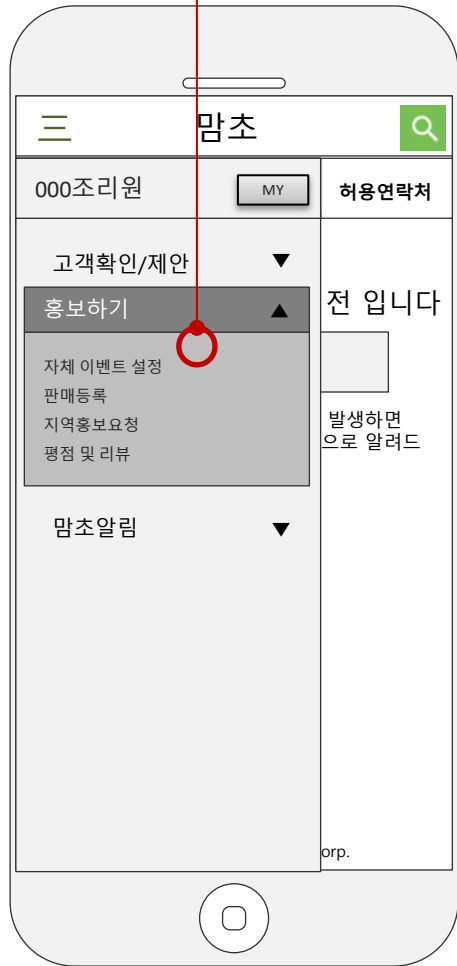 三 맘초
000조리원 MY 허용연락처
고객확인/제안 ▼
홍보하기 ▲
전 입니다
자체 이벤트 설정
판매등록
지역홍보요청
평점 및 리뷰
발생하면
으로 알려드
맘초알림 ▼
orp.